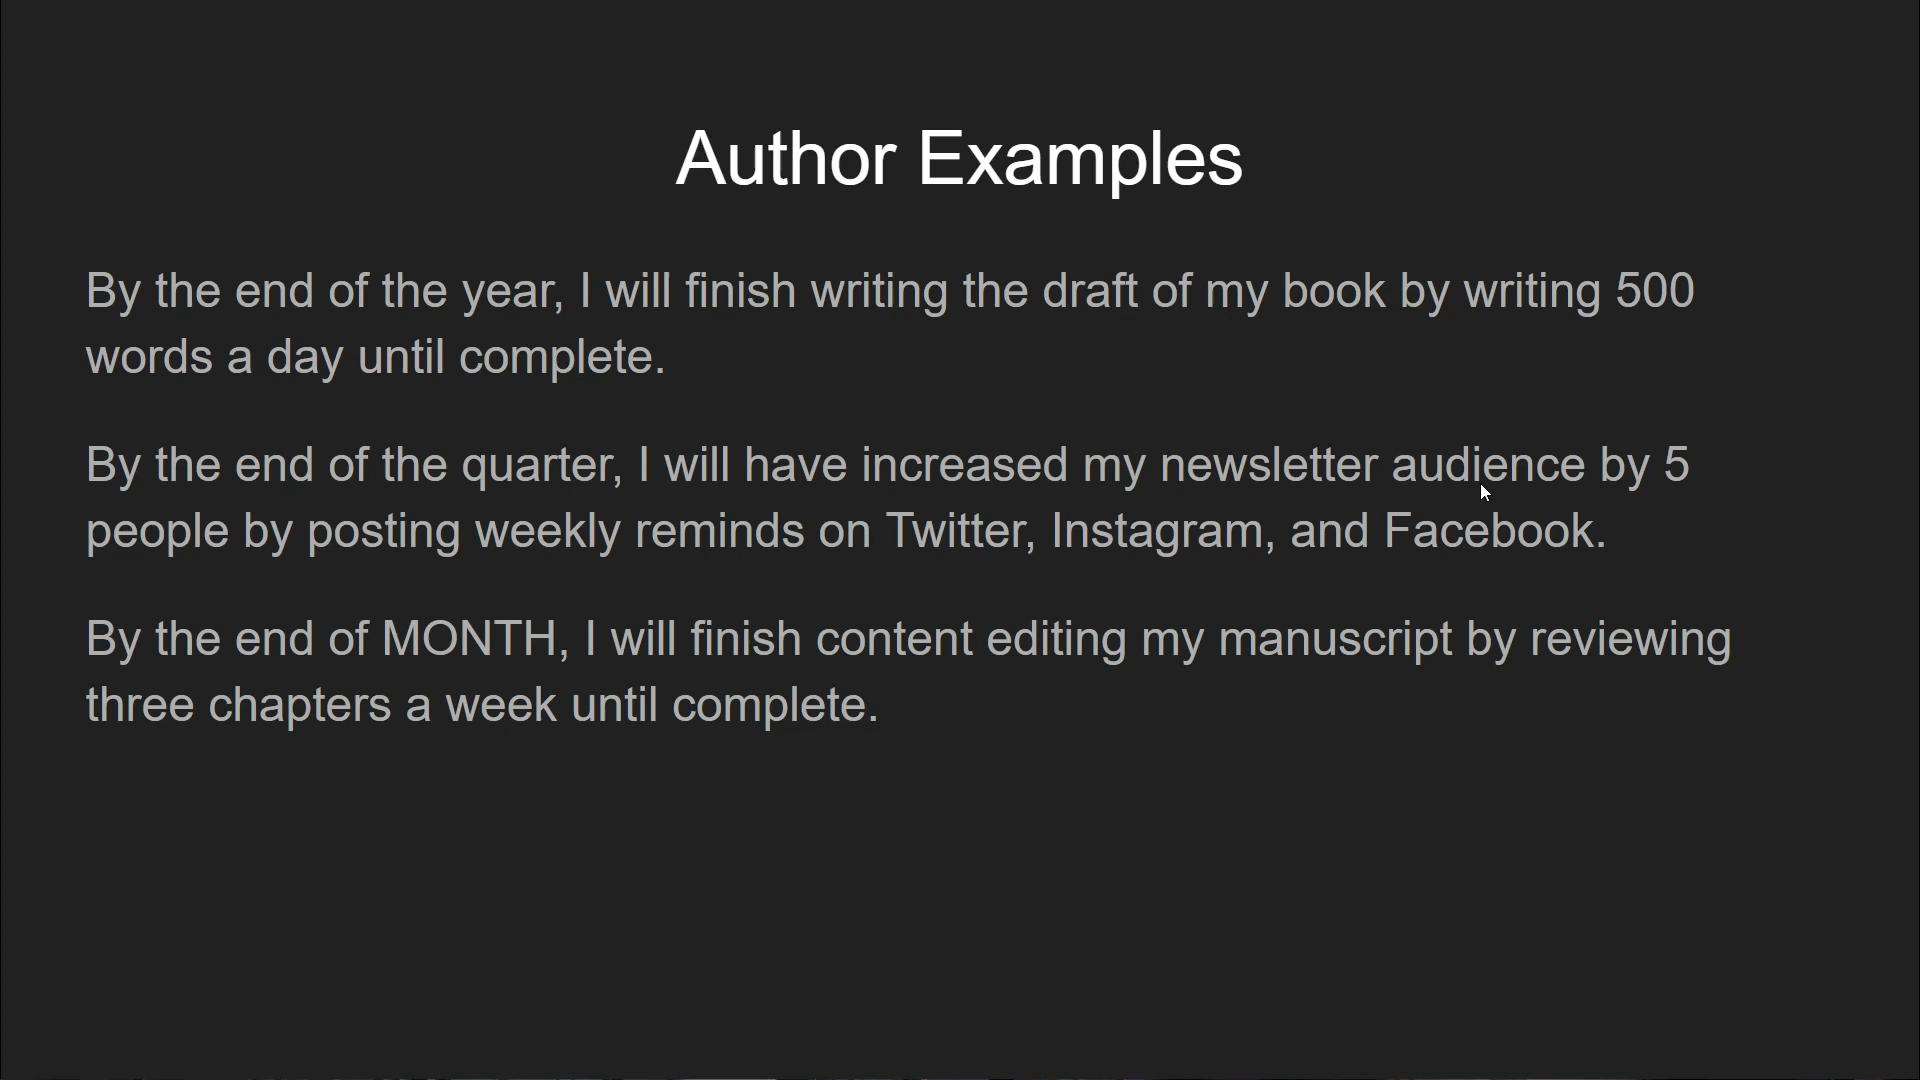 Author Examples
By the end of the year, I will finish writing the draft of my book by writing 500
words a day until complete.
By the end of the quarter, I will have increased my newsletter audience by 5
people by posting weekly reminds on Twitter, Instagram, and Facebook.
By the end of MONTH, I will finish content editing my manuscript by reviewing
three chapters a week until complete.